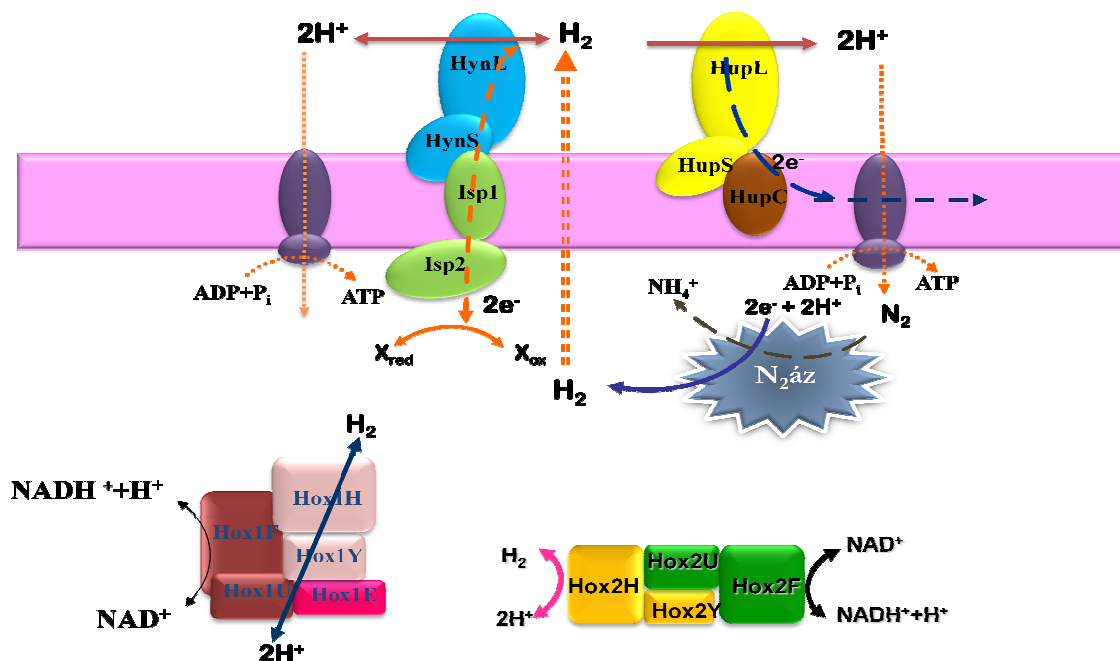 2H⁺
H₂
2H⁺
HynL
HupL
HynS
HupS
2e⁻
Isp1
HupC
Isp2
ADP+Pᵢ
ATP
2e⁻
NH₄⁺
ADP+Pᵢ
ATP
2e⁻ + 2H⁺
N₂
X_red
X_ox
H₂
N₂áz
H₂
NADH ⁺+H⁺
Hox1H
Hox1F
Hox1Y
Hox1U
Hox1E
NAD⁺
2H⁺
H₂
NAD⁺
Hox2U
Hox2H
Hox2F
Hox2Y
2H⁺
NADH⁺+H⁺